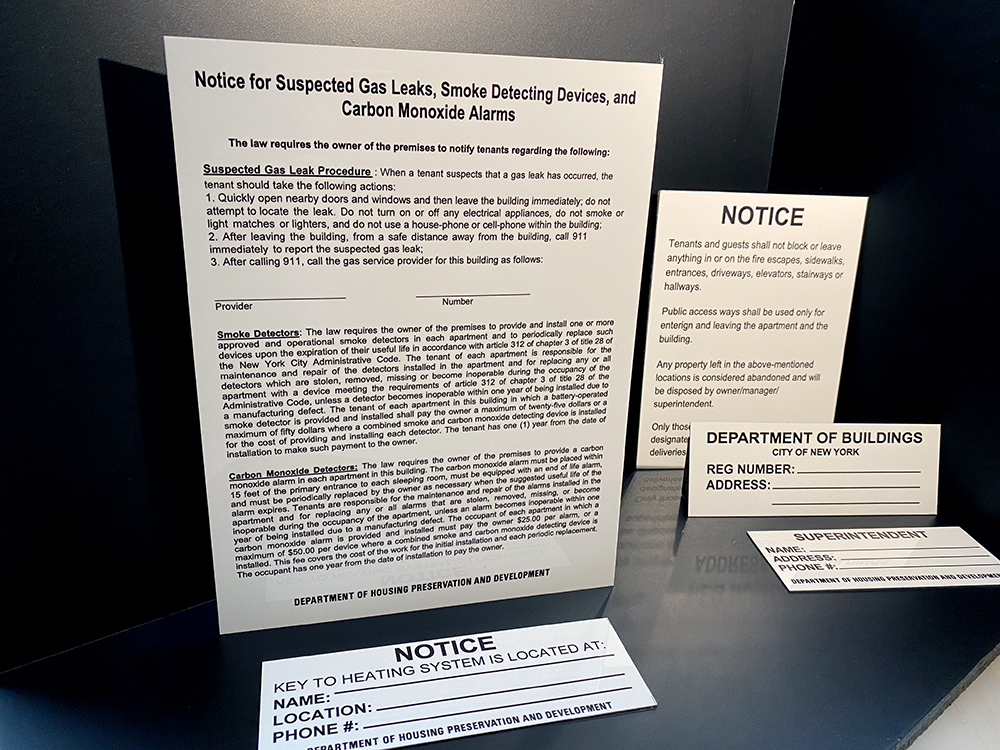 Notice for Suspected Gas Leaks, Smoke Detecting Devices, and
Carbon Monoxide Alarms
The law requires the owner of the premises to notify tenants regarding the following:
Suspected Gas Leak Procedure : When a tenant suspects that a gas leak has occurred, the
tenant should take the following actions:
1. Quickly open nearby doors and windows and then leave the building immediately; do not
attempt to locate the leak. Do not turn on or off any electrical appliances, do not smoke or
light matches or lighters, and do not use a house-phone or cell-phone within the building;
2. After leaving the building, from a safe distance away from the building, call 911
immediately to report the suspected gas leak;
3. After calling 911, call the gas service provider for this building as follows:
Provider Number
Smoke Detectors: The law requires the owner of the premises to provide and install one or more
approved and operational smoke detectors in each apartment and to periodically replace such
devices upon the expiration of their useful life in accordance with article 312 of chapter 3 of title 28 of
the New York City Administrative Code. The tenant of each apartment is responsible for the
maintenance and repair of the detectors installed in the apartment and for replacing any or all
detectors which are stolen, removed, missing or become inoperable during the occupancy of the
apartment with a device meeting the requirements of article 312 of chapter 3 of title 28 of the
Administrative Code, unless a detector becomes inoperable within one year of being installed due to
a manufacturing defect. The tenant of each apartment in this building in which a battery-operated
smoke detector is provided and installed shall pay the owner a maximum of twenty-five dollars or a
maximum of fifty dollars where a combined smoke and carbon monoxide detecting device is installed
for the cost of providing and installing each detector. The tenant has one (1) year from the date of
installation to make such payment to the owner.
Carbon Monoxide Detectors: The law requires the owner of the premises to provide a carbon
monoxide alarm in each apartment in this building. The carbon monoxide alarm must be placed within
15 feet of the primary entrance to each sleeping room, must be equipped with an end of life alarm,
and must be periodically replaced by the owner as necessary when the suggested useful life of the
alarm expires. Tenants are responsible for the maintenance and repair of the alarms installed in the
apartment and for replacing any or all alarms that are stolen, removed, missing, or become
inoperable during the occupancy of the apartment, unless an alarm becomes inoperable within one
year of being installed due to a manufacturing defect. The occupant of each apartment in which a
carbon monoxide alarm is provided and installed must pay the owner $25.00 per alarm, or a
maximum of $50.00 per device where a combined smoke and carbon monoxide detecting device is
installed. This fee covers the cost of the work for the initial installation and each periodic replacement.
The occupant has one year from the date of installation to pay the owner.
DEPARTMENT OF HOUSING PRESERVATION AND DEVELOPMENT
NOTICE
Tenants and guests shall not block or leave
anything in or on the fire escapes, sidewalks,
entrances, driveways, elevators, stairways or
hallways.
Public access ways shall be used only for
enterign and leaving the apartment and the
building.
Any property left in the above-mentioned
locations is considered abandoned and will
be disposed by owner/manager/
superintendent.
Only
designate
deliveries
DEPARTMENT OF BUILDINGS
CITY OF NEW YORK
REG NUMBER:
ADDRESS:
SUPERINTENDENT
NAME:
ADDRESS:
PHONE #:
DEPARTMENT OF HOUSING PRESERVATION AND DEVELOPMEN
NOTICE
KEY TO HEATING SYSTEM IS LOCATED AT:
NAME:
LOCATION:
PHONE #:
DEPARTMENT OF HOUSING PRESERVATION AND DEVELOPMENT